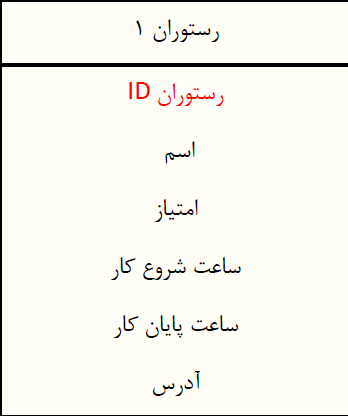 رستوران ۱
رستوران ID
اسم
امتیاز
ساعت شروع کار
ساعت پایان کار
آدرس